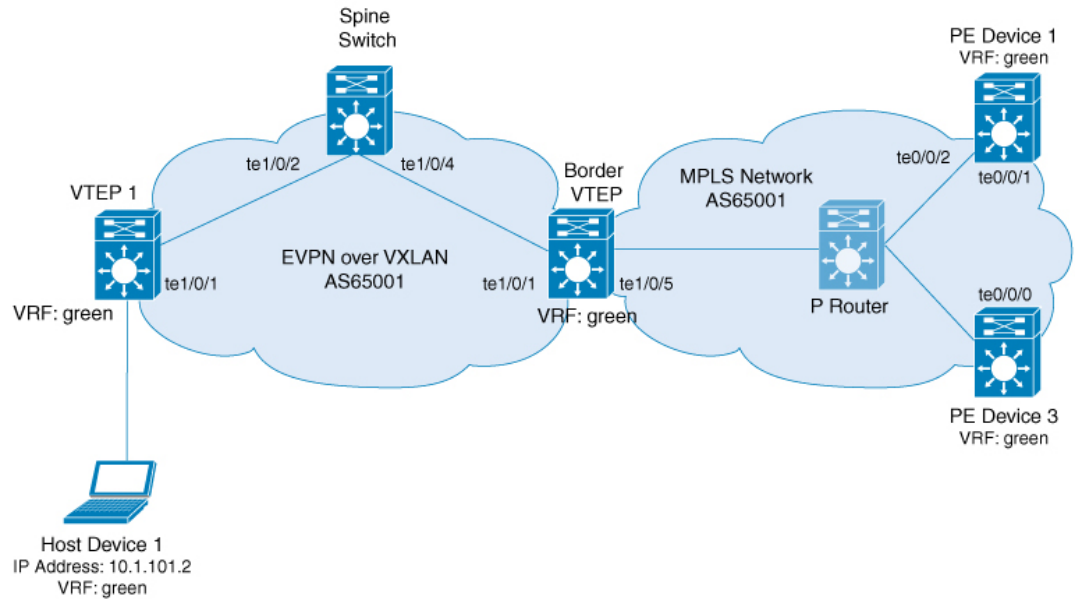 Spine
Switch
PE Device 1
VRF: green
te1/0/2
te1/0/4
te0/0/2
te0/0/1
VTEP 1
Border
VTEP
MPLS Network
AS65001
EVPN over VXLAN
AS65001
te1/0/1
te1/0/1
te1/0/5
VRF: green
VRF: green
P Router
te0/0/0
PE Device 3
VRF: green
Host Device 1
IP Address: 10.1.101.2
VRF: green